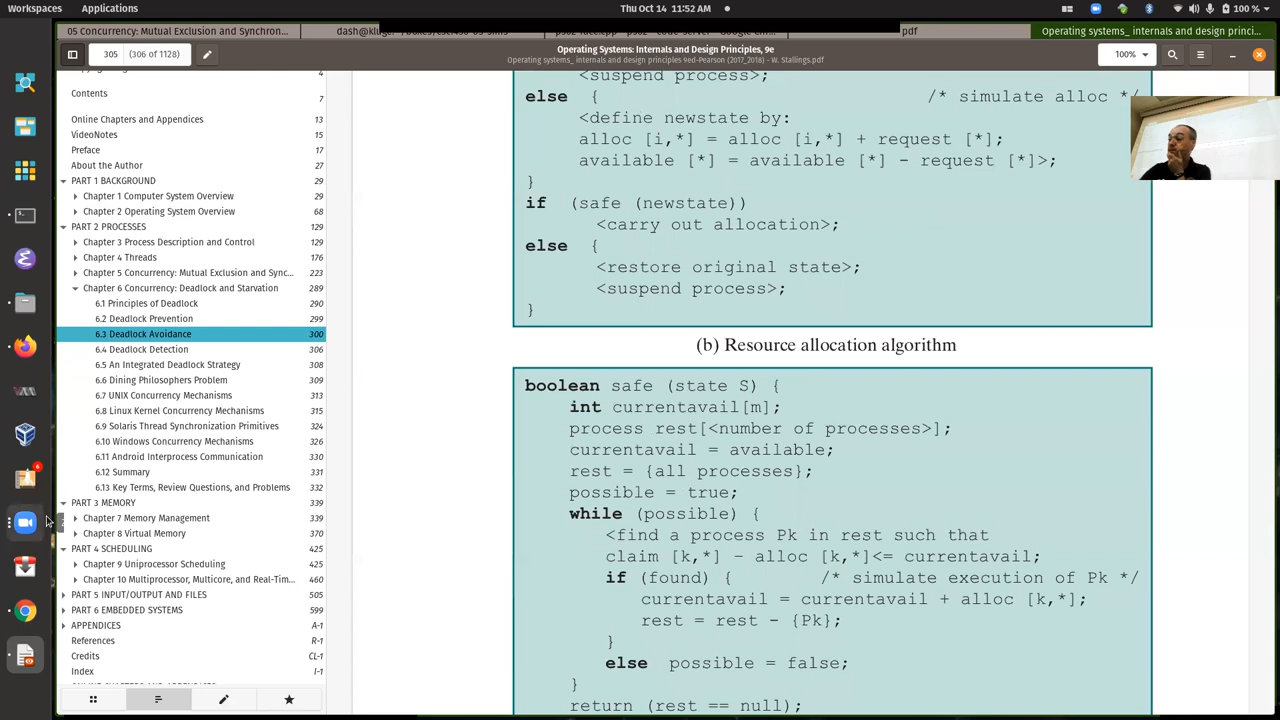 Workspaces Applications Thu Oct 14 11:52 AM 100 %
05 Concurrency: Mutual Exclusion and Synchron... pdf Operating systems_ internals and design princi...
305 (306 of 1128) Operating Systems: Internals and Design Principles, 9e 100%
Operating systems_ internals and design principles 9ed-Pearson (2017_2018) - W. Stallings.pdf
4
Contents 7
Online Chapters and Appendices 13
VideoNotes 15
Preface 17
About the Author 27
PART 1 BACKGROUND 29
Chapter 1 Computer System Overview 29
Chapter 2 Operating System Overview 68
PART 2 PROCESSES 129
Chapter 3 Process Description and Control 129
Chapter 4 Threads 176
Chapter 5 Concurrency: Mutual Exclusion and Sync... 223
Chapter 6 Concurrency: Deadlock and Starvation 289
6.1 Principles of Deadlock 290
6.2 Deadlock Prevention 299
6.3 Deadlock Avoidance 300
6.4 Deadlock Detection 306
6.5 An Integrated Deadlock Strategy 308
6.6 Dining Philosophers Problem 309
6.7 UNIX Concurrency Mechanisms 313
6.8 Linux Kernel Concurrency Mechanisms 315
6.9 Solaris Thread Synchronization Primitives 324
6.10 Windows Concurrency Mechanisms 326
6.11 Android Interprocess Communication 330
6.12 Summary 331
6.13 Key Terms, Review Questions, and Problems 332
PART 3 MEMORY 339
Chapter 7 Memory Management 339
Chapter 8 Virtual Memory 370
PART 4 SCHEDULING 425
Chapter 9 Uniprocessor Scheduling 425
Chapter 10 Multiprocessor, Multicore, and Real-Tim... 460
PART 5 INPUT/OUTPUT AND FILES 505
PART 6 EMBEDDED SYSTEMS 599
APPENDICES A-1
References R-1
Credits CL-1
Index I-1
6
<suspend process>;
else { /* simulate alloc */
<define newstate by:
alloc [i,*] = alloc [i,*] + request [*];
available [*] = available [*] - request [*]>;
}
if (safe (newstate))
<carry out allocation>;
else {
<restore original state>;
<suspend process>;
}
(b) Resource allocation algorithm
boolean safe (state S) {
int currentavail[m];
process rest[<number of processes>];
currentavail = available;
rest = {all processes};
possible = true;
while (possible) {
<find a process Pk in rest such that
claim [k,*] - alloc [k,*]<= currentavail;
if (found) { /* simulate execution of Pk */
currentavail = currentavail + alloc [k,*];
rest = rest - {Pk};
}
else possible = false;
}
return (rest == null);